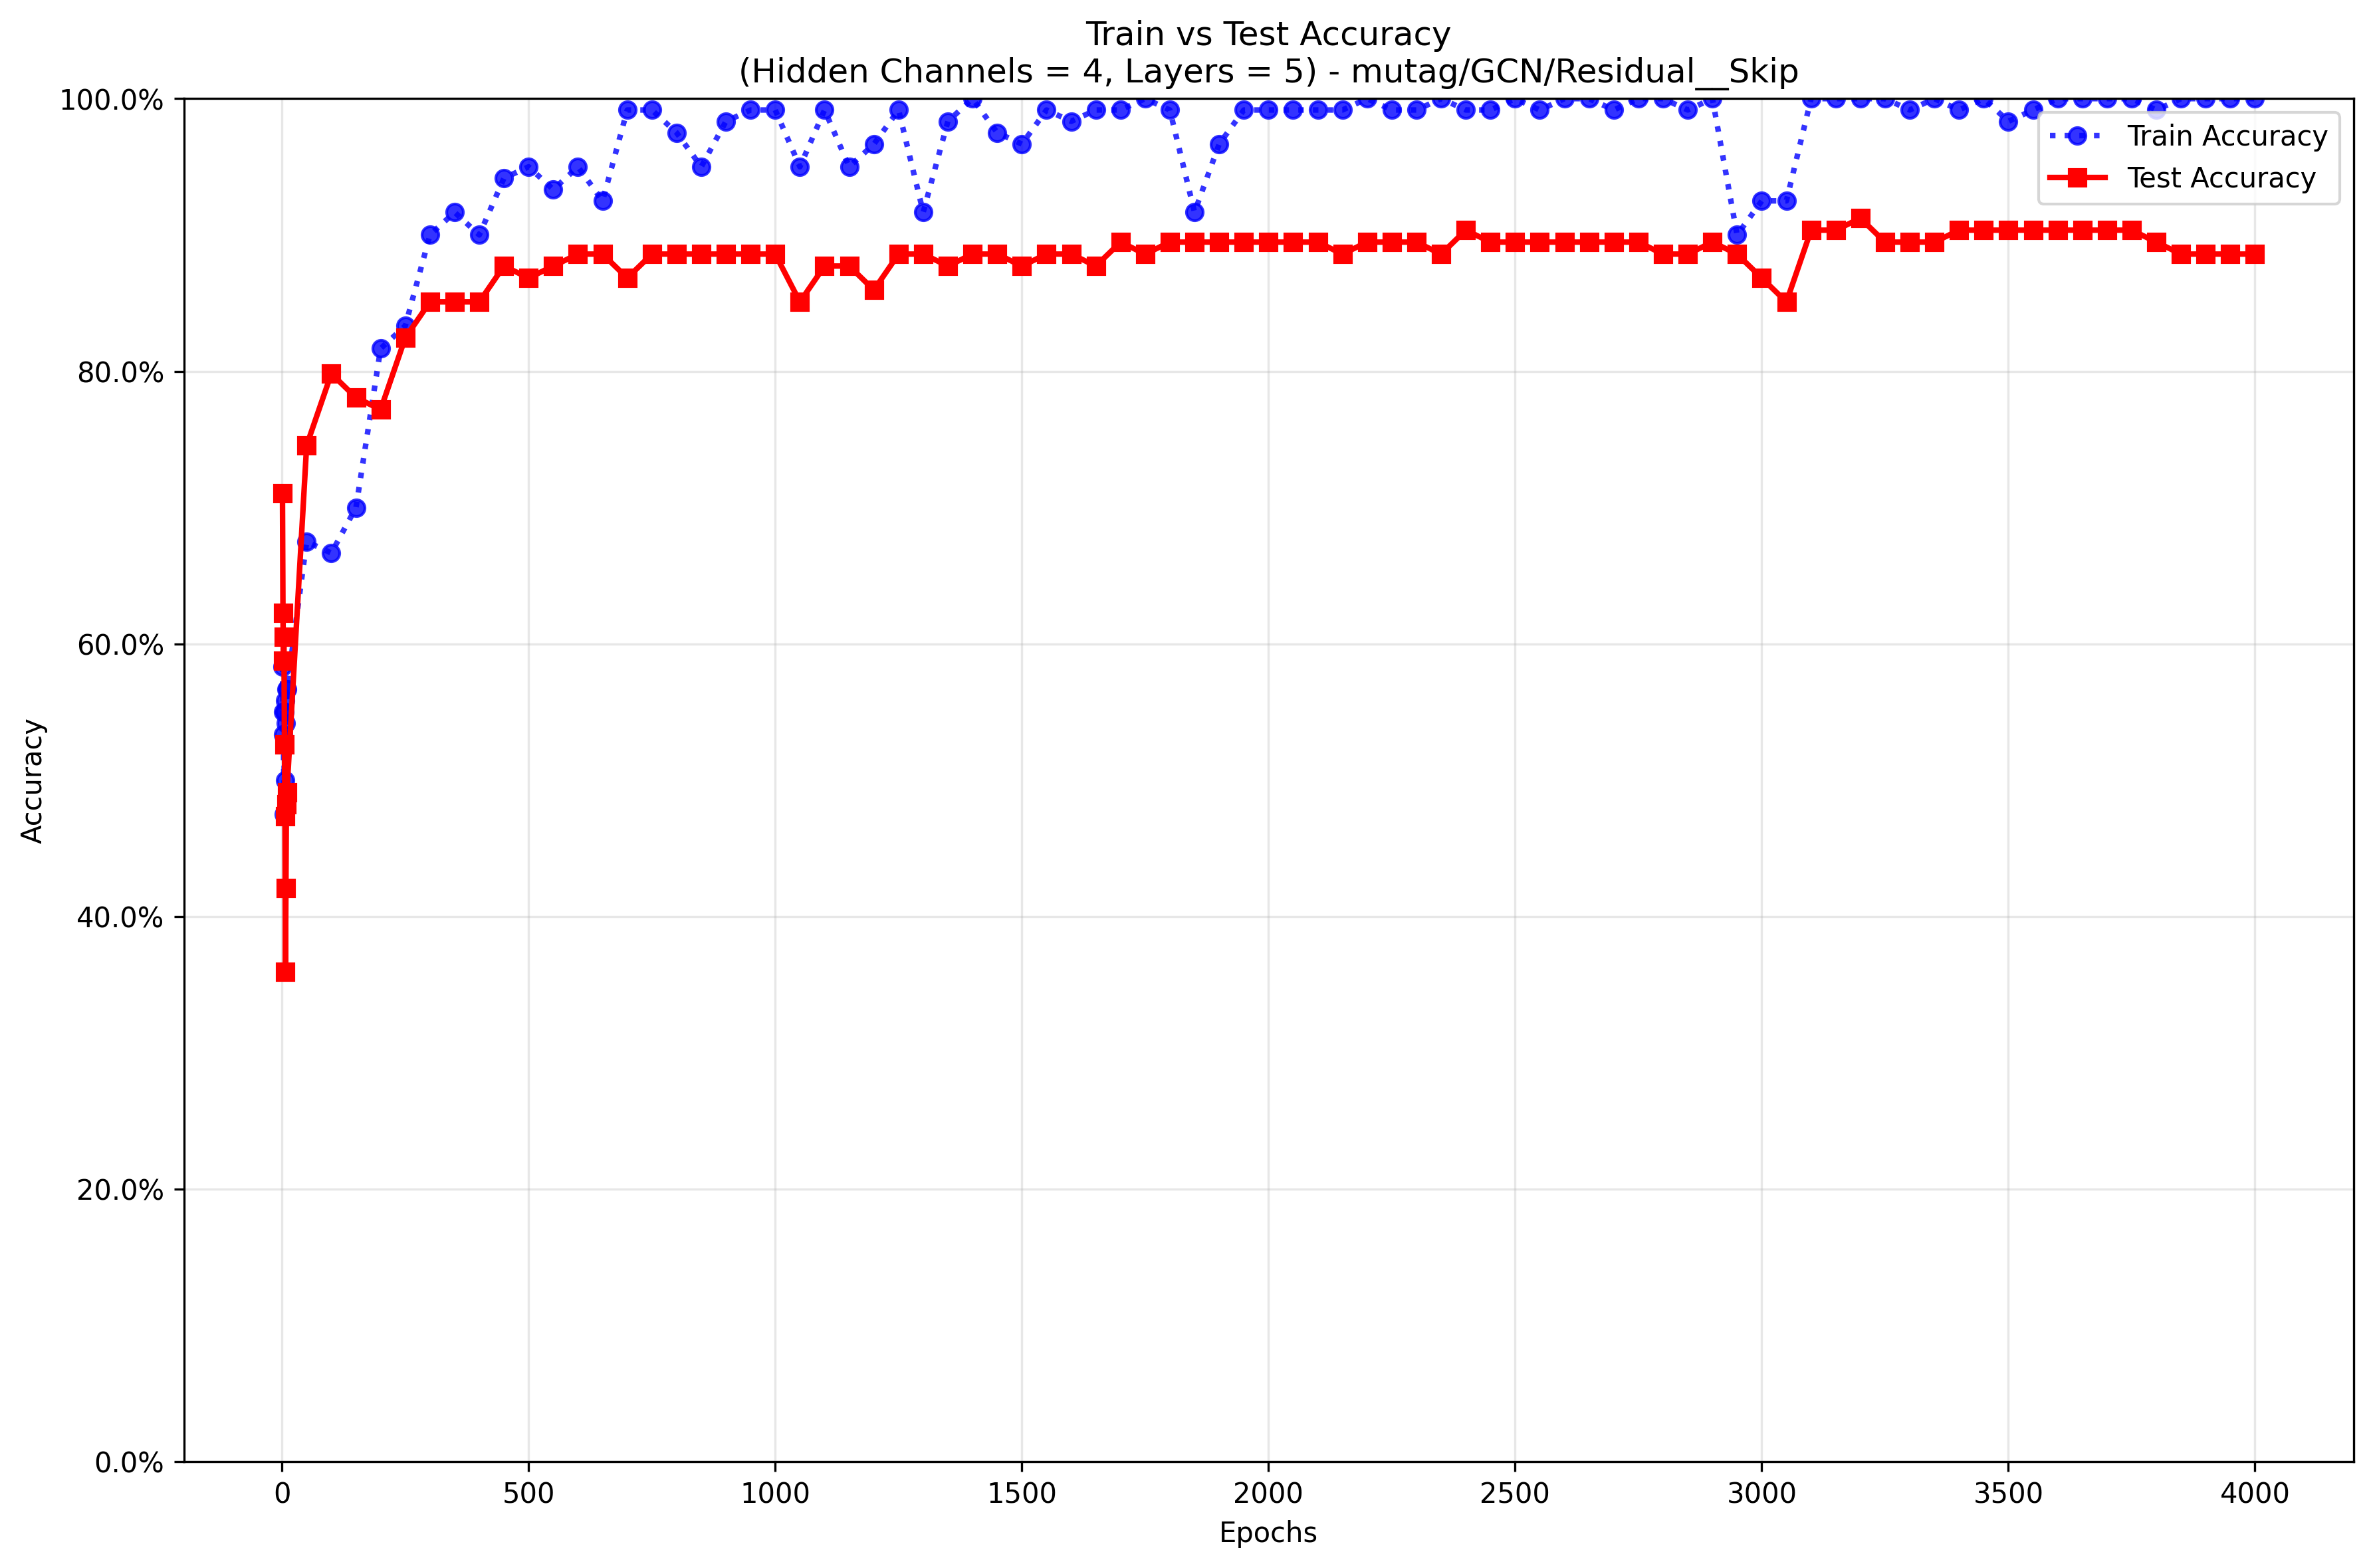 Train vs Test Accuracy
(Hidden Channels = 4, Layers = 5) - mutag/GCN/Residual__Skip
100.0%
80.0%
60.0%
40.0%
20.0%
0.0%
Accuracy
Train Accuracy
Test Accuracy
0 500 1000 1500 2000 2500 3000 3500 4000
Epochs